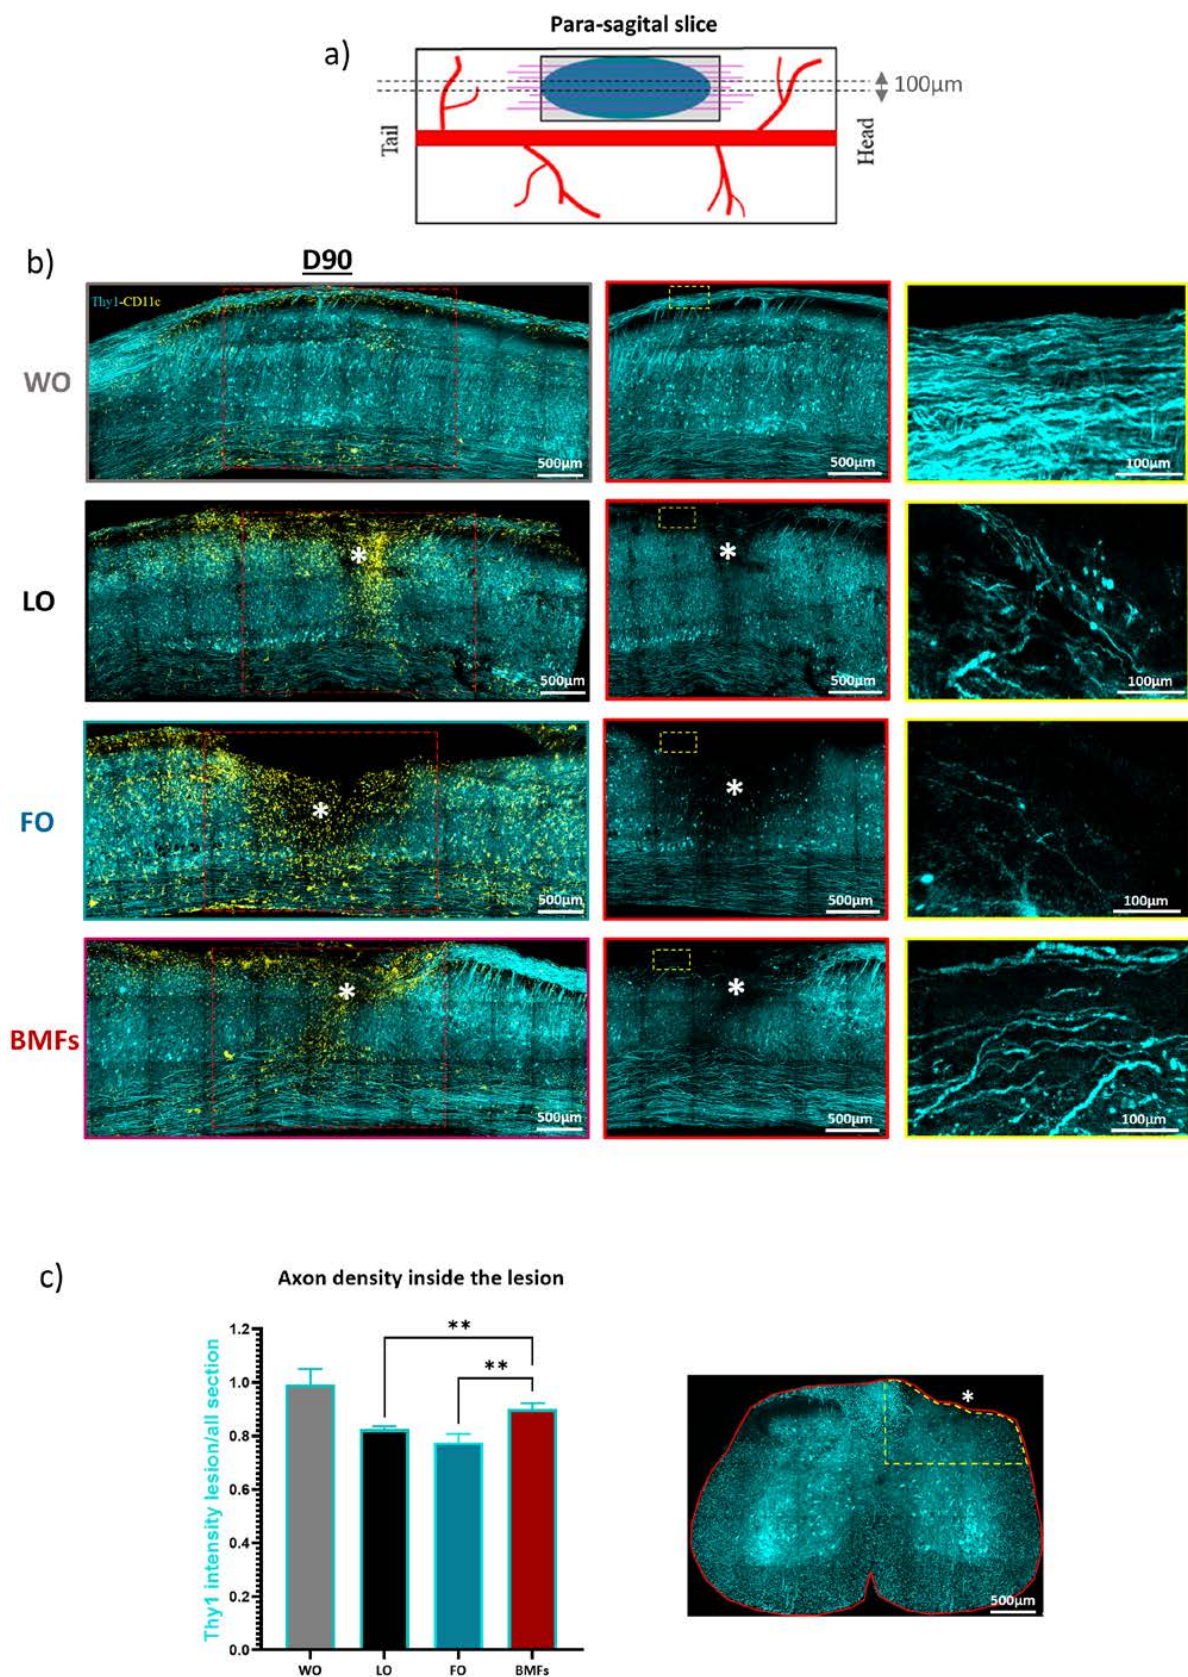 Para-sagital slice
a)
100µm
Tail
Head
b)
D90
Thy1-CD11c
WO
500µm
500µm
100µm
LO
*
*
500µm
500µm
100µm
FO
*
*
500µm
500µm
100µm
BMFs
*
*
500µm
500µm
100µm
c)
Axon density inside the lesion
Thy1 intensity lesion/all section
1.2
1.0
0.8
0.6
0.4
0.2
0.0
**
**
WO LO FO BMFs
*
500µm